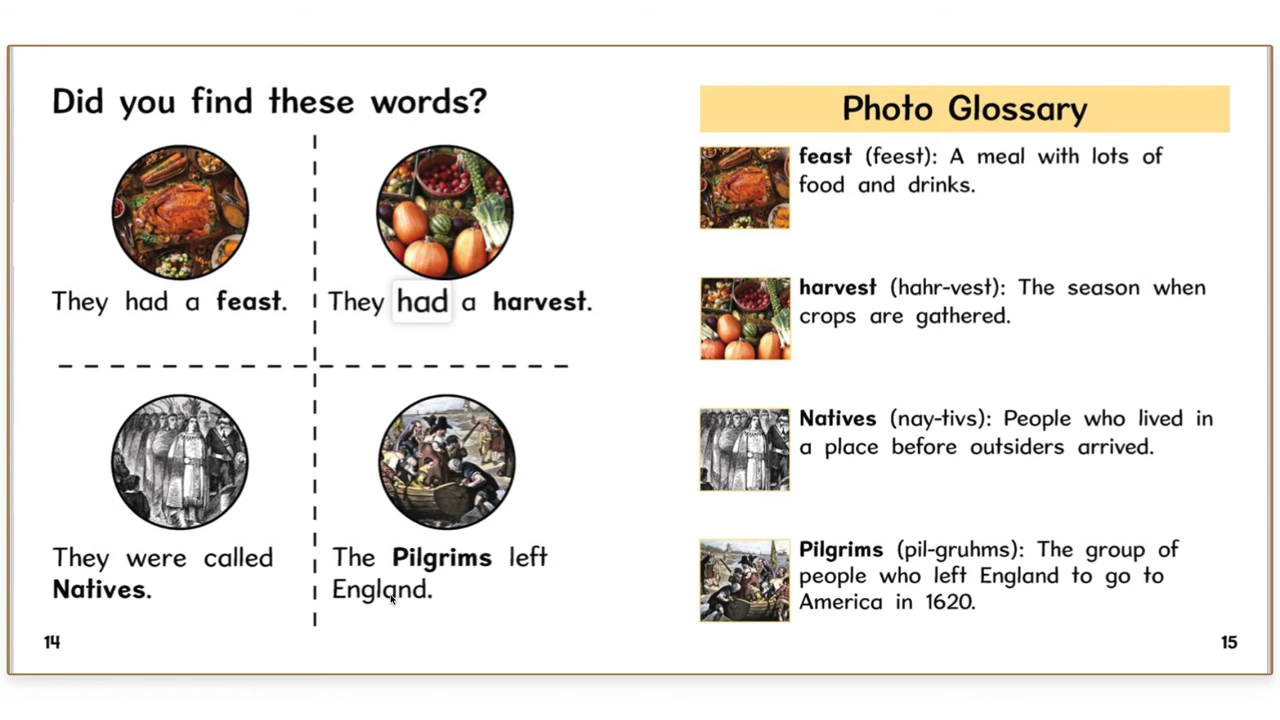 Did you find these words?
They had a feast.
They had a harvest.
They were called
Natives.
The Pilgrims left
England.
14
Photo Glossary
feast (feest): A meal with lots of
food and drinks.
harvest (hahr-vest): The season when
crops are gathered.
Natives (nay-tivs): People who lived in
a place before outsiders arrived.
Pilgrims (pil-gruhms): The group of
people who left England to go to
America in 1620.
15